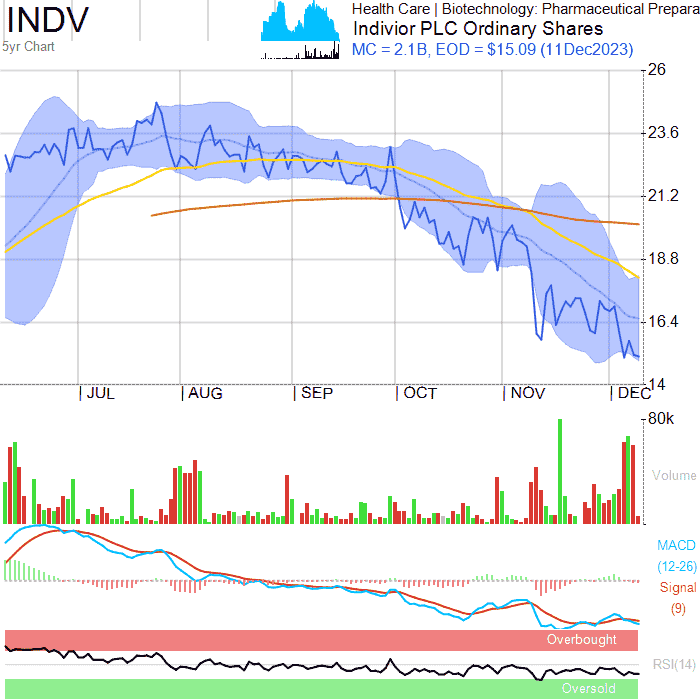 INDV
5yr Chart
Health Care | Biotechnology: Pharmaceutical Prepara
Indivior PLC Ordinary Shares
MC = 2.1B, EOD = $15.09 (11Dec2023)
26
23.6
21.2
18.8
16.4
14
| JUL | AUG | SEP | OCT | NOV | DEC
80k
Volume
MACD
(12-26)
Signal
(9)
Overbought
RSI(14)
Oversold